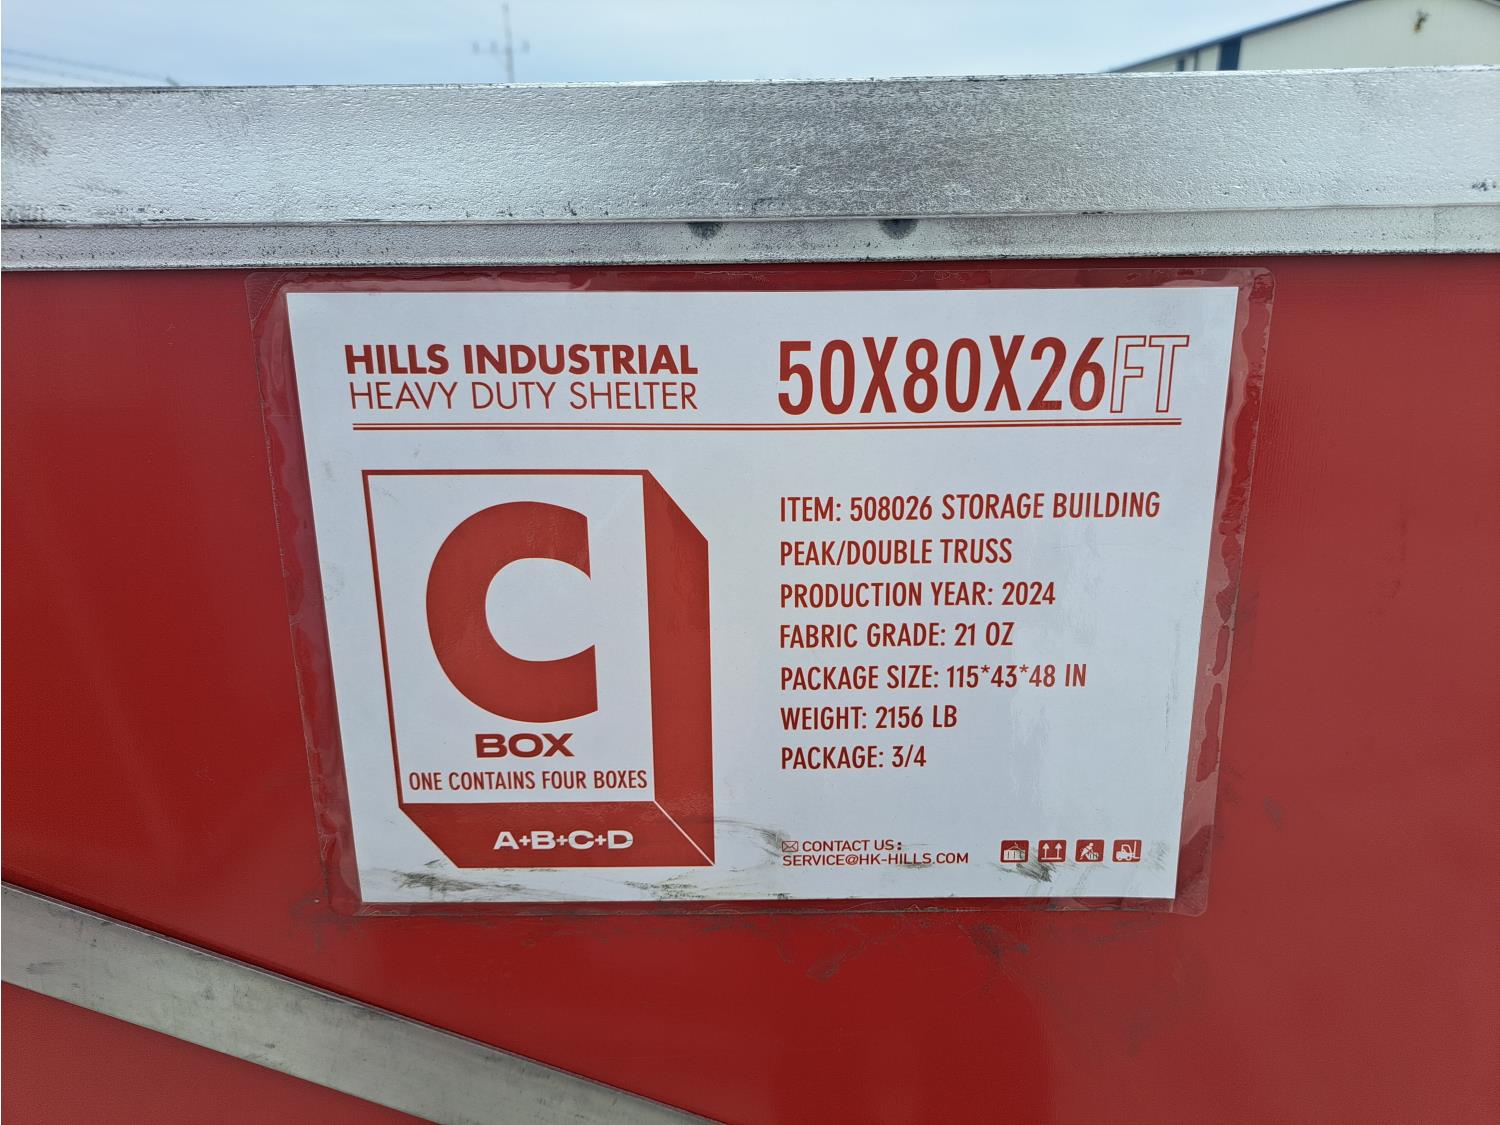 HILLS INDUSTRIAL
HEAVY DUTY SHELTER
50X80X26FT
C
BOX
ONE CONTAINS FOUR BOXES
A+B+C+D
ITEM: 508026 STORAGE BUILDING
PEAK/DOUBLE TRUSS
PRODUCTION YEAR: 2024
FABRIC GRADE: 21 OZ
PACKAGE SIZE: 115*43*48 IN
WEIGHT: 2156 LB
PACKAGE: 3/4
CONTACT US:
SERVICE@HK-HILLS.COM